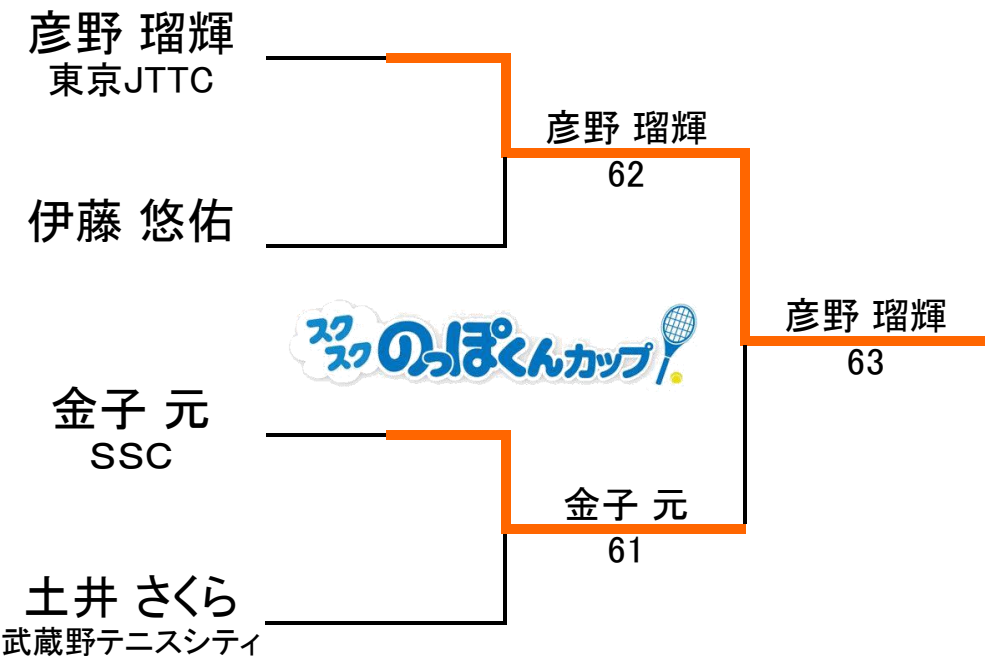 彦野 瑠輝
東京JTTC
彦野 瑠輝
62
伊藤 悠佑
スク
スク
のっぽくんカップ
彦野 瑠輝
63
金子 元
SSC
金子 元
61
土井 さくら
武蔵野テニスシティ